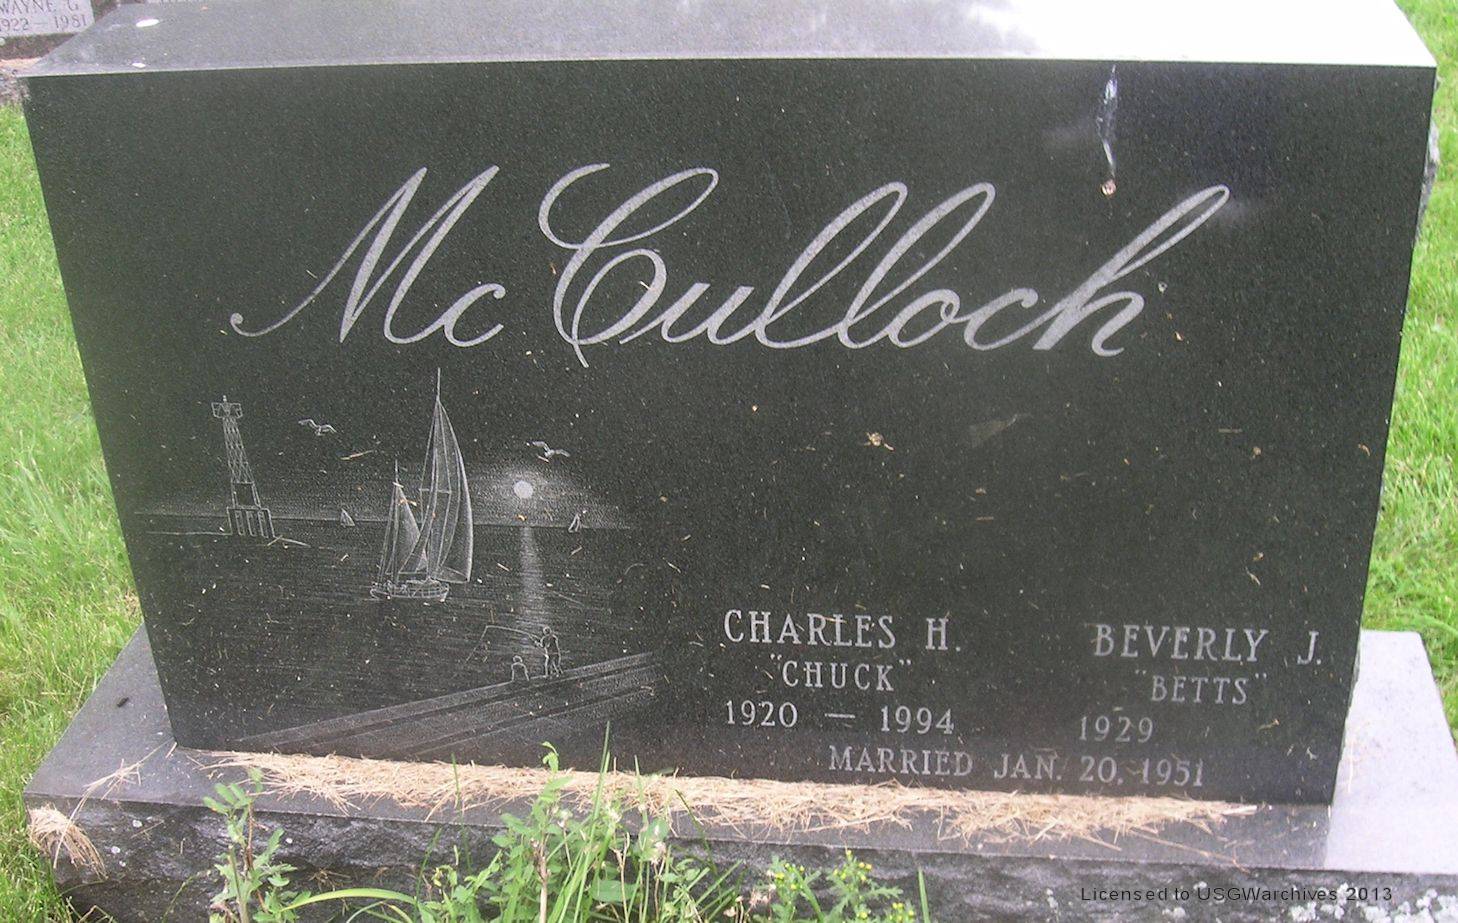 WAYNE G
1922 — 1981
McCulloch
CHARLES H. BEVERLY J.
"CHUCK" "BETTS"
1920 — 1994 1929
MARRIED JAN. 20, 1951
Licensed to USGWarchives 2013